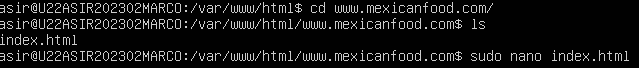 asir@U22ASIR202302MARCO:/var/www/html$ cd www.mexicanfood.com/
asir@U22ASIR202302MARCO:/var/www/html/www.mexicanfood.com$ ls
index.html
asir@U22ASIR202302MARCO:/var/www/html/www.mexicanfood.com$ sudo nano index.html